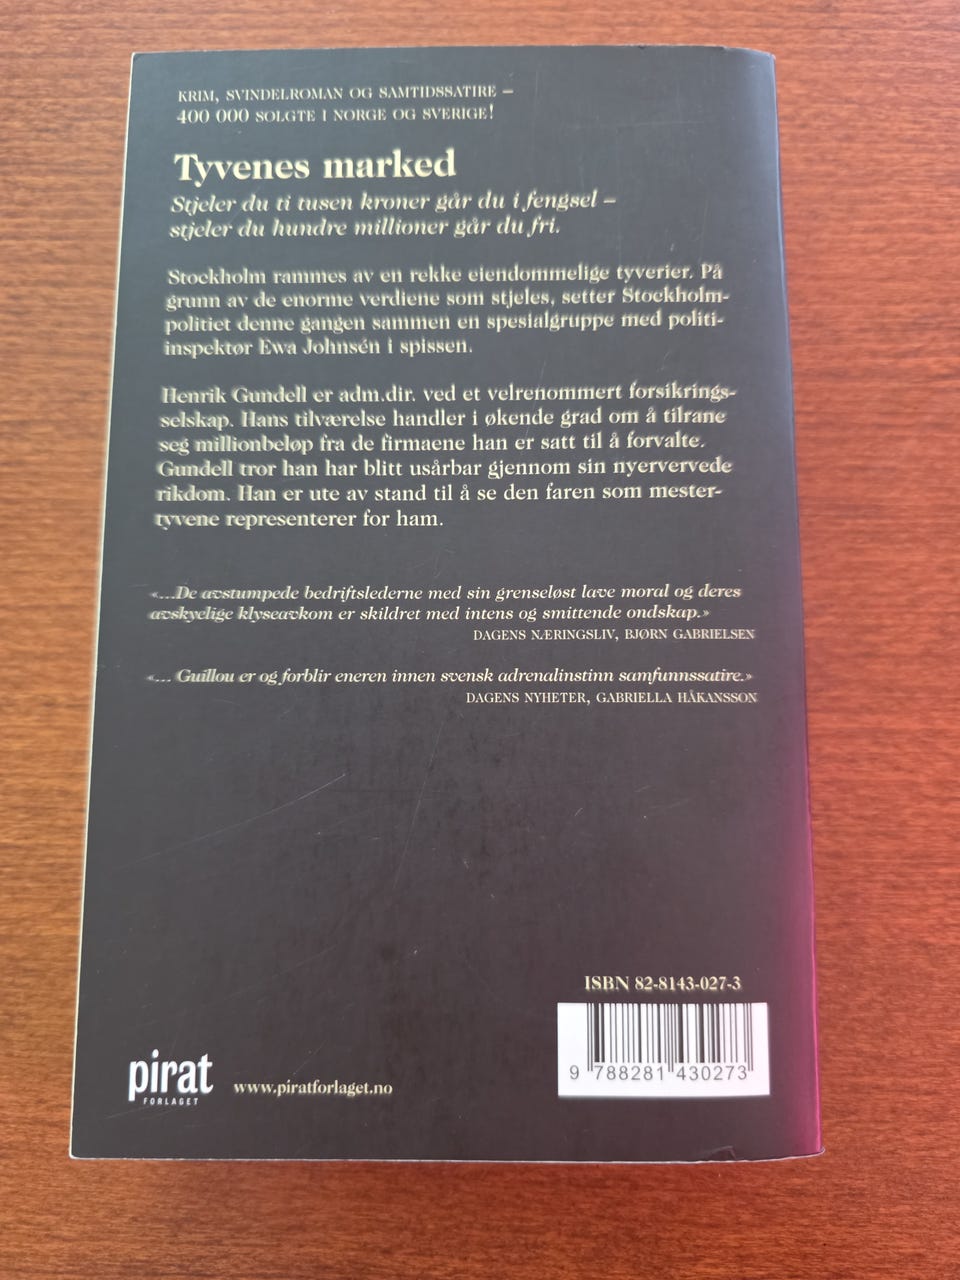 KRIM, SVINDELROMAN OG SAMTIDSSATIRE –
400 000 SOLGTE I NORGE OG SVERIGE!
Tyvenes marked
Stjeler du ti tusen kroner går du i fengsel –
stjeler du hundre millioner går du fri.
Stockholm rammes av en rekke eiendommelige tyverier. På
grunn av de enorme verdiene som stjeles, setter Stockholm-
politiet denne gangen sammen en spesialgruppe med politi-
inspektør Ewa Johnsén i spissen.
Henrik Gundell er adm.dir. ved et velrenommert forsikrings-
selskap. Hans tilværelse handler i økende grad om å tilrane
seg millionbeløp fra de firmaene han er satt til å forvalte.
Gundell tror han har blitt usårbar gjennom sin nyervervede
rikdom. Han er ute av stand til å se den faren som mester-
tyvene representerer for ham.
«...De avstumpede bedriftslederne med sin grenseløst lave moral og deres
avskyelige klyseavkom er skildret med intens og smittende ondskap.»
DAGENS NÆRINGSLIV, BJØRN GABRIELSEN
«... Guillou er og forblir eneren innen svensk adrenalinstinn samfunnssatire.»
DAGENS NYHETER, GABRIELLA HÅKANSSON
ISBN 82-8143-027-3
9 788281 430273
pirat
FORLAGET
www.piratforlaget.no